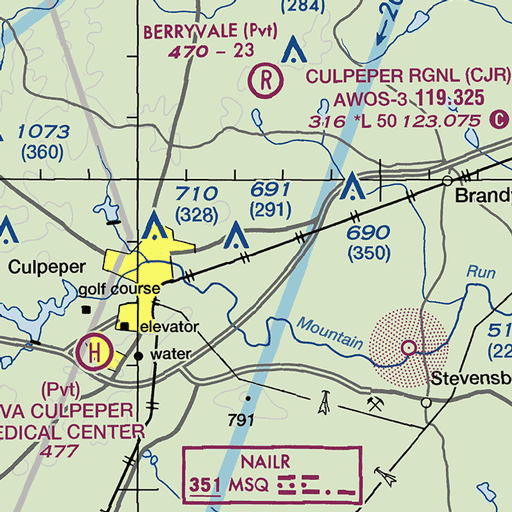 (284)
BERRYVALE (Pvt)
470 – 23
R
CULPEPER RGNL (CJR)
AWOS-3 119.325
316 *L 50 123.075 C
1073
(360)
710
(328)
691
(291)
690
(350)
Brandy
Culpeper
golf course
Run
Mountain
elevator
H
water
(Pvt)
VA CULPEPER
EDICAL CENTER
477
Stevensb
791
NAILR
351 MSQ